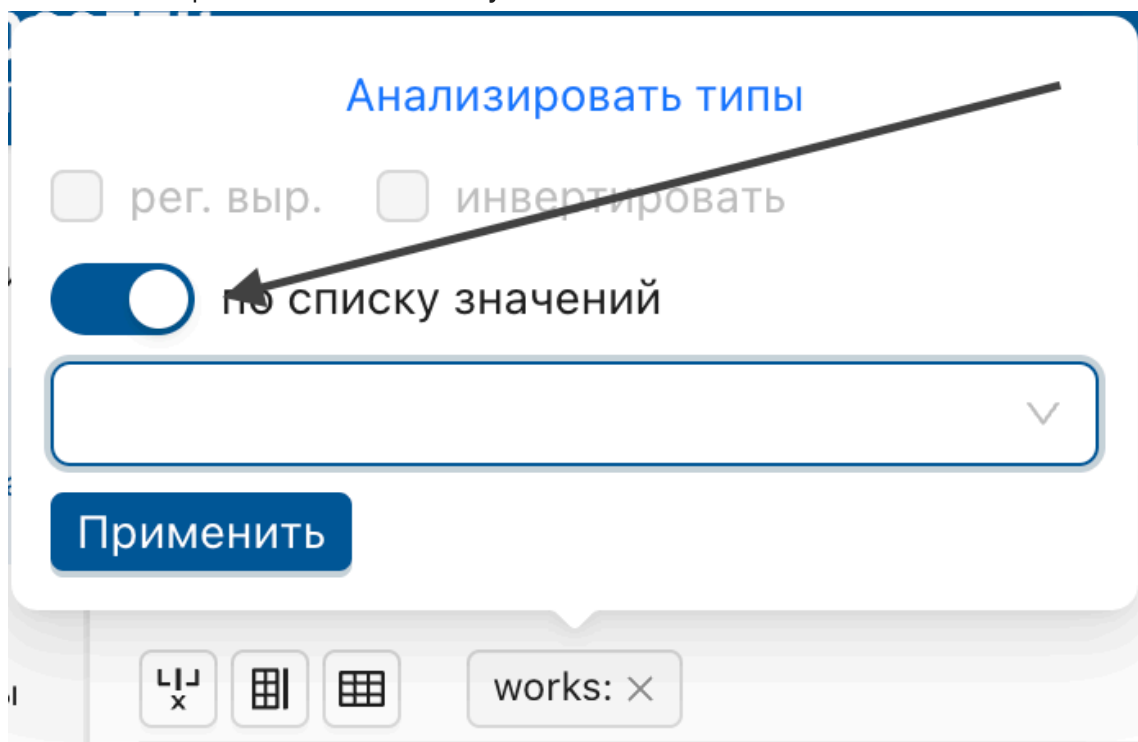 Анализировать типы
рег. выр. инвертировать
по списку значений
Применить
works: